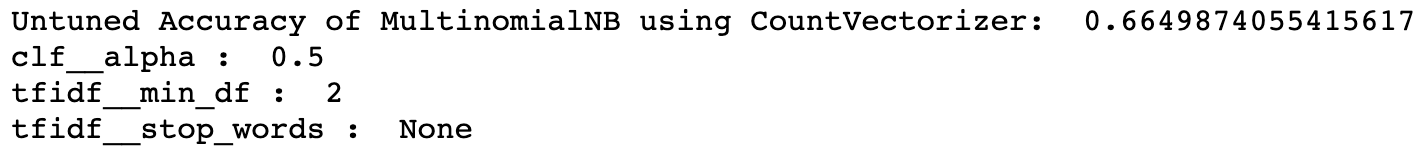 Untuned Accuracy of MultinomialNB using CountVectorizer:  0.6649874055415617
clf__alpha :  0.5
tfidf__min_df :  2
tfidf__stop_words :  None